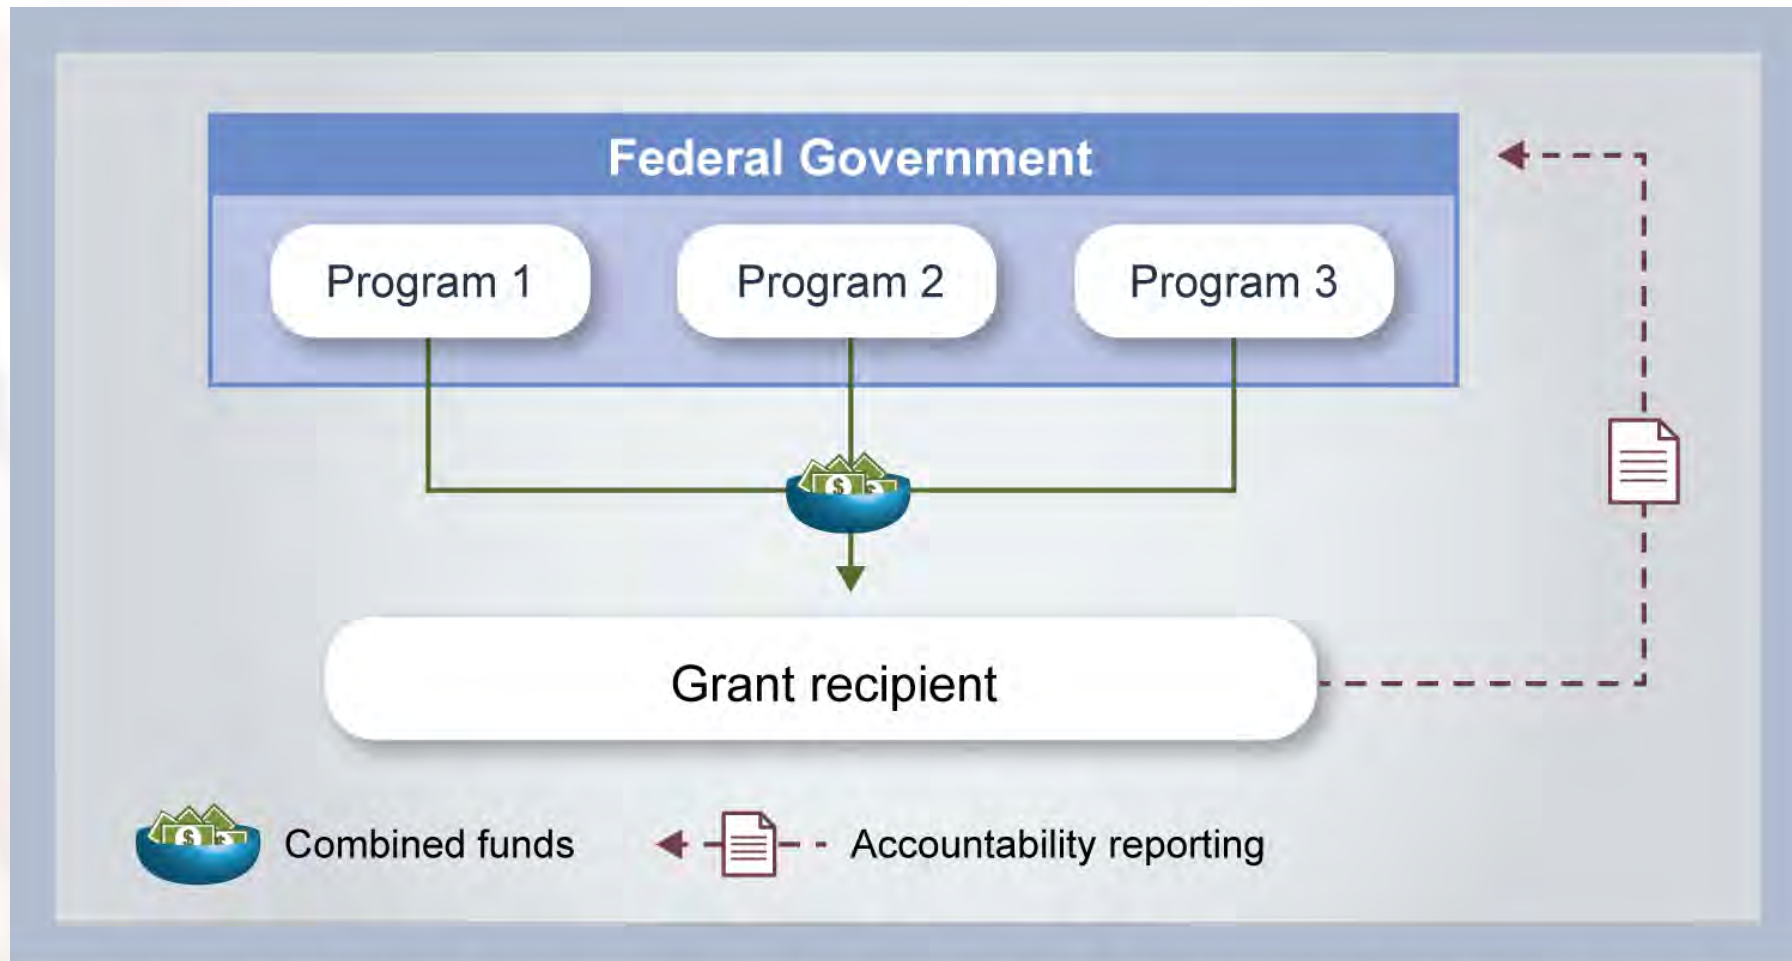 Federal Government
Program 1
Program 2
Program 3
$
Grant recipient
$
Combined funds
Accountability reporting